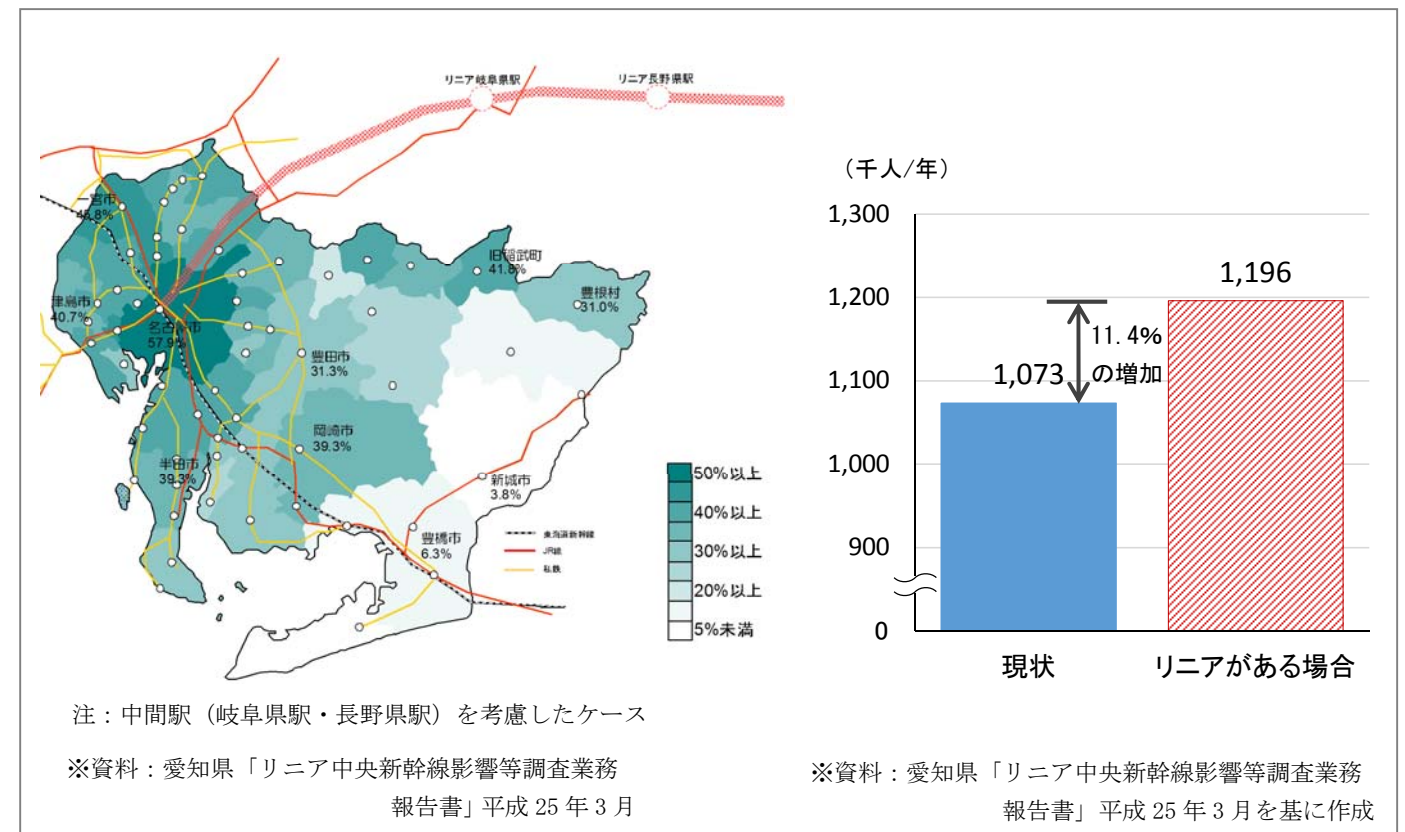 リニア岐阜県駅
リニア長野県駅
一宮市
45.8%
旧稲武町
41.8%
豊根村
31.0%
津島市
40.7%
名古屋市
57.9%
豊田市
31.3%
岡崎市
39.3%
半田市
39.3%
新城市
3.8%
豊橋市
6.3%
東海道新幹線
JR線
私鉄
50%以上
40%以上
30%以上
20%以上
5%未満
注：中間駅（岐阜県駅・長野県駅）を考慮したケース
※資料：愛知県「リニア中央新幹線影響等調査業務
報告書」平成 25 年 3 月
（千人/年）
1,300
1,200
1,100
1,000
900
0
1,196
11.4%
の増加
1,073
現状
リニアがある場合
※資料：愛知県「リニア中央新幹線影響等調査業務
報告書」平成 25 年 3 月を基に作成